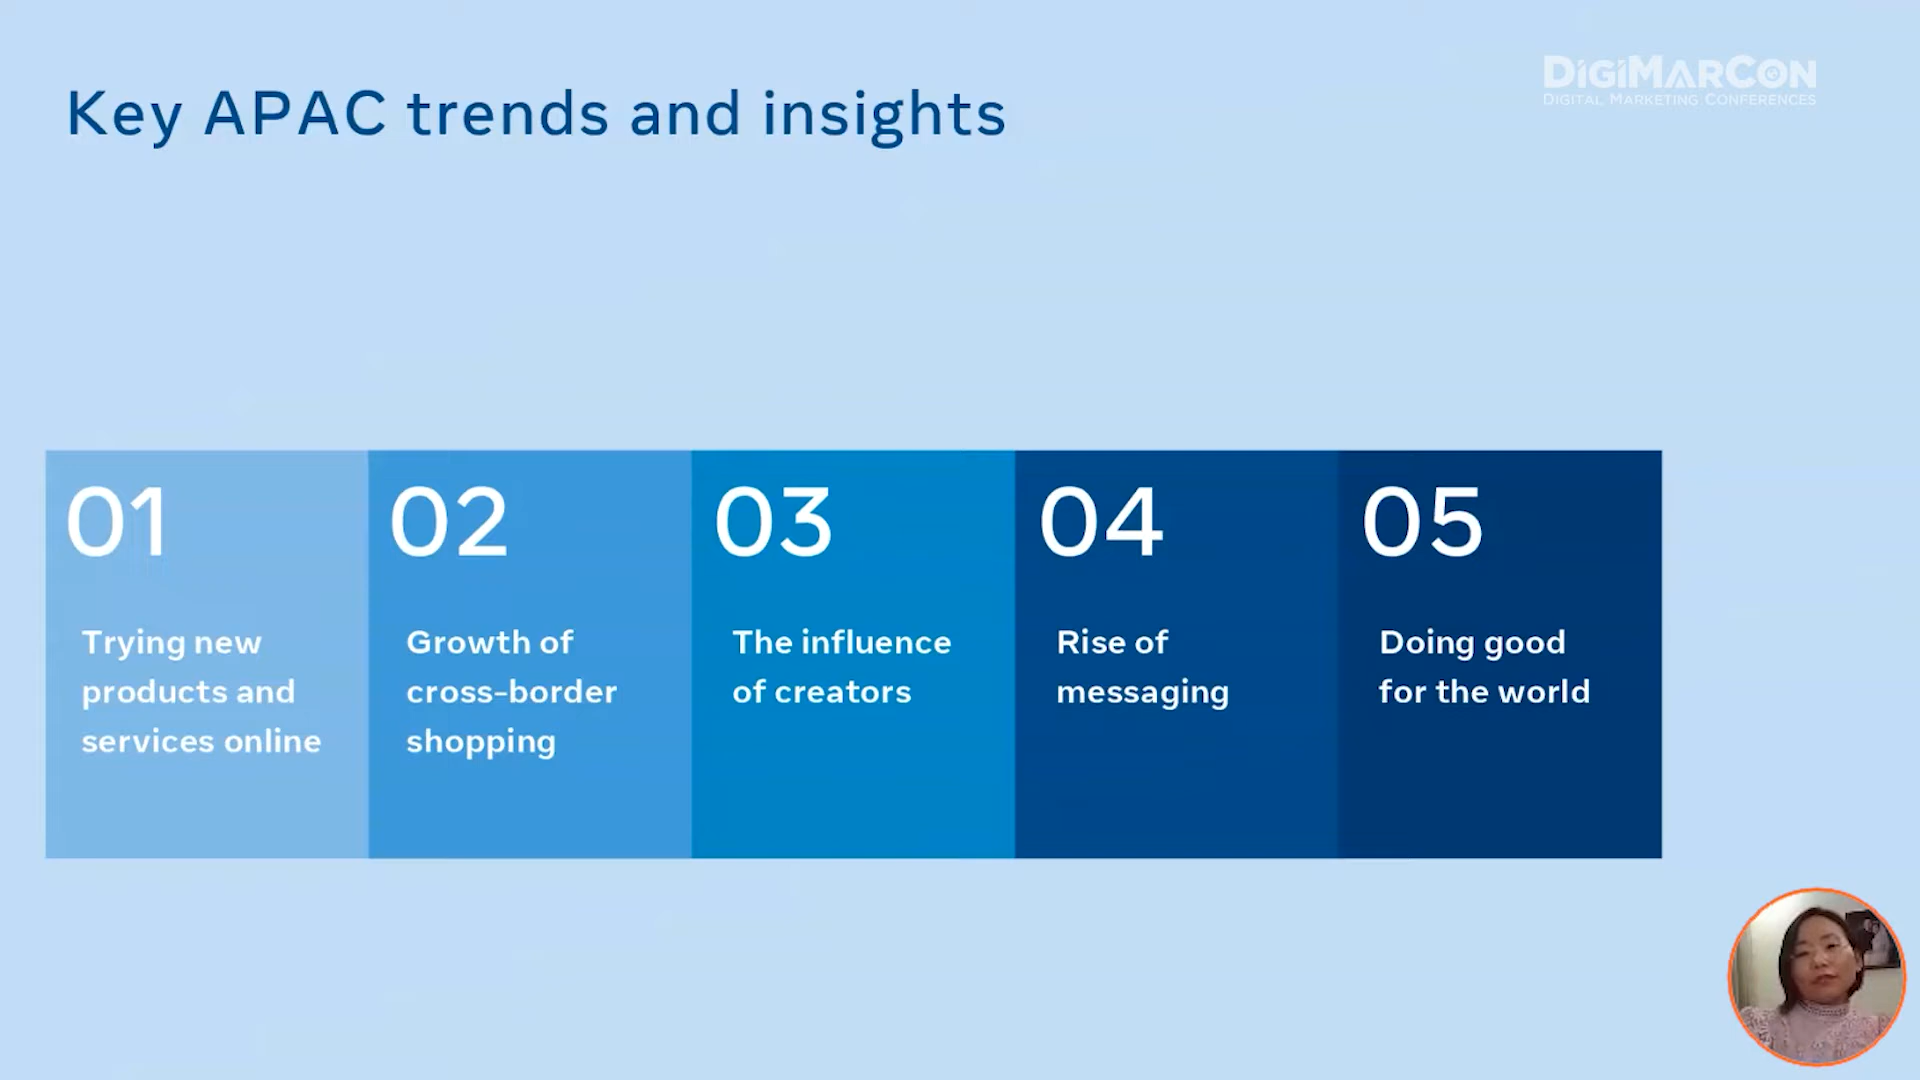 Key APAC trends and insights
DIGIMARCON
DIGITAL MARKETING CONFERENCES
01
Trying new
products and
services online
02
Growth of
cross-border
shopping
03
The influence
of creators
04
Rise of
messaging
05
Doing good
for the world